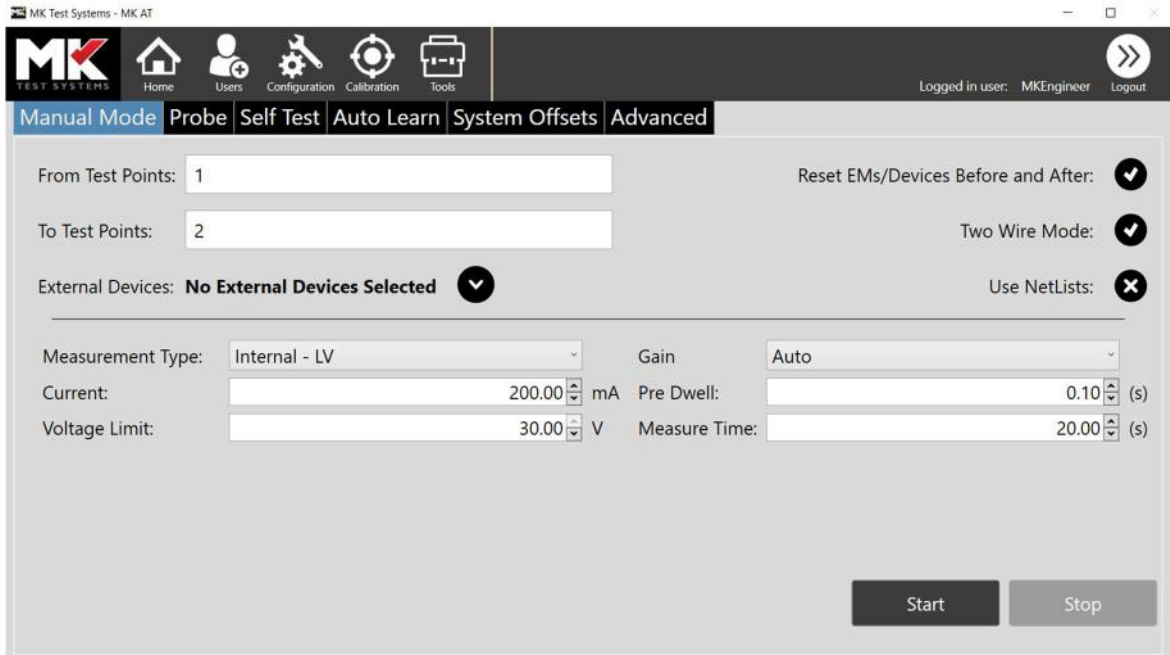 MK Test Systems - MK AT
MK
TEST SYSTEMS
Home
Users
Configuration
Calibration
Tools
Logged in user: MKEngineer
Logout
Manual Mode
Probe
Self Test
Auto Learn
System Offsets
Advanced
From Test Points: 1
Reset EMs/Devices Before and After:
To Test Points: 2
Two Wire Mode:
External Devices: No External Devices Selected
Use NetLists:
Measurement Type: Internal - LV
Gain Auto
Current: 200.00 mA
Pre Dwell: 0.10 (s)
Voltage Limit: 30.00 V
Measure Time: 20.00 (s)
Start
Stop